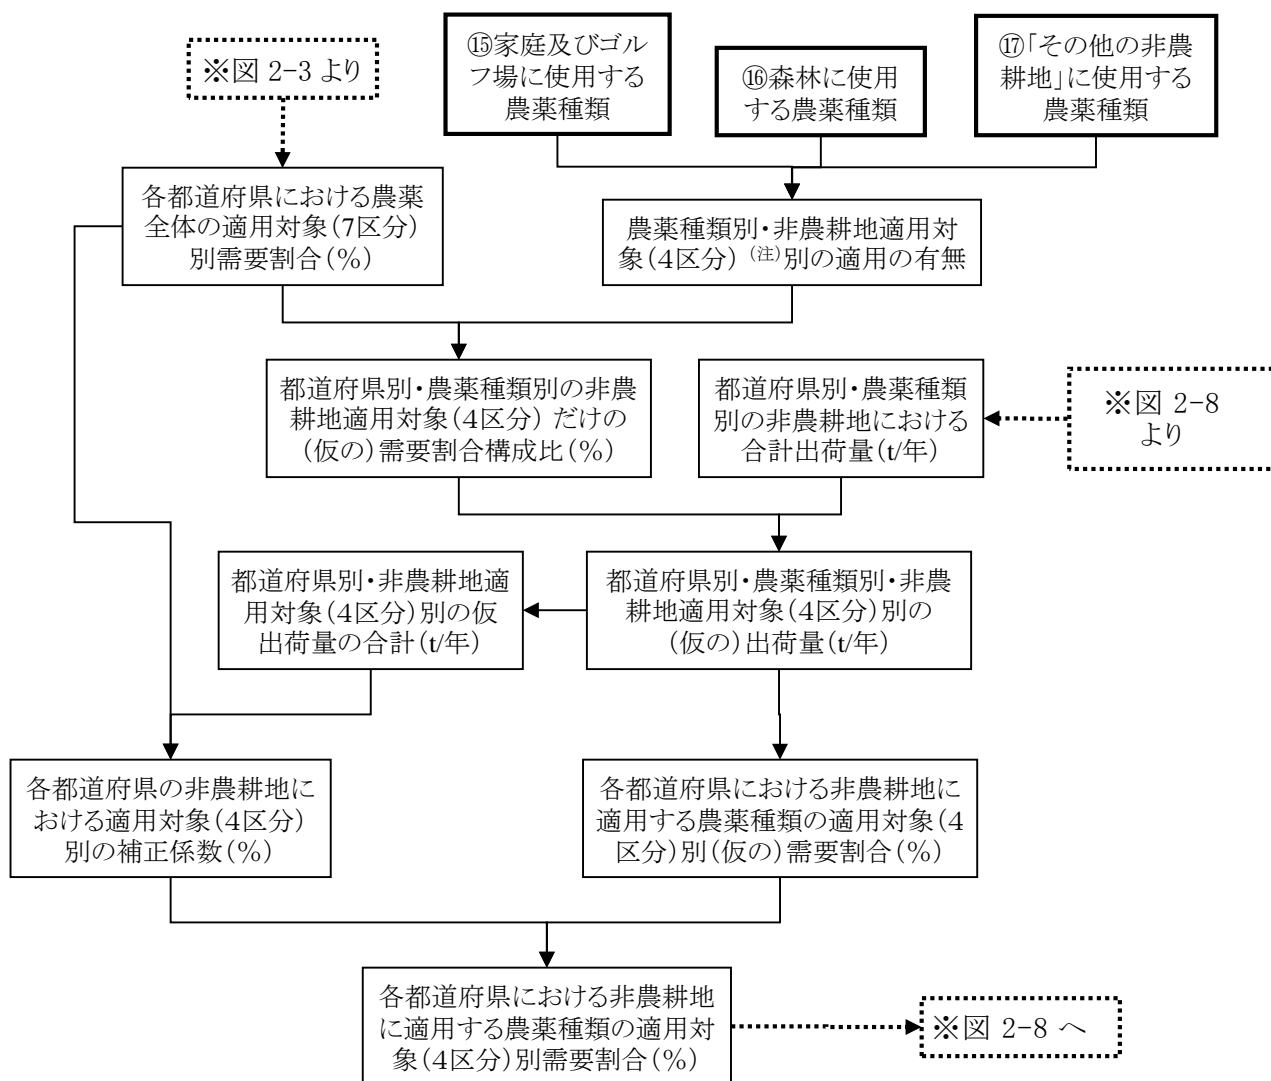 ※図 2-3 より
⑮家庭及びゴル
フ場に使用する
農薬種類
⑯森林に使用
する農薬種類
⑰「その他の非農
耕地」に使用する
農薬種類
各都道府県における農薬
全体の適用対象(7区分)
別需要割合(%)
農薬種類別・非農耕地適用対
象(4区分)(注)別の適用の有無
都道府県別・農薬種類別の非農
耕地適用対象(4区分)だけの
(仮の)需要割合構成比(%)
都道府県別・農薬種類
別の非農耕地における
合計出荷量(t/年)
※図 2-8
より
都道府県別・非農耕地適
用対象(4区分)別の仮
出荷量の合計(t/年)
都道府県別・農薬種類別・非農
耕地適用対象(4区分)別の
(仮の)出荷量(t/年)
各都道府県の非農耕地に
おける適用対象(4区分)
別の補正係数(%)
各都道府県における非農耕地に
適用する農薬種類の適用対象(4
区分)別(仮の)需要割合(%)
各都道府県における非農耕地
に適用する農薬種類の適用対
象(4区分)別需要割合(%)
※図 2-8 へ